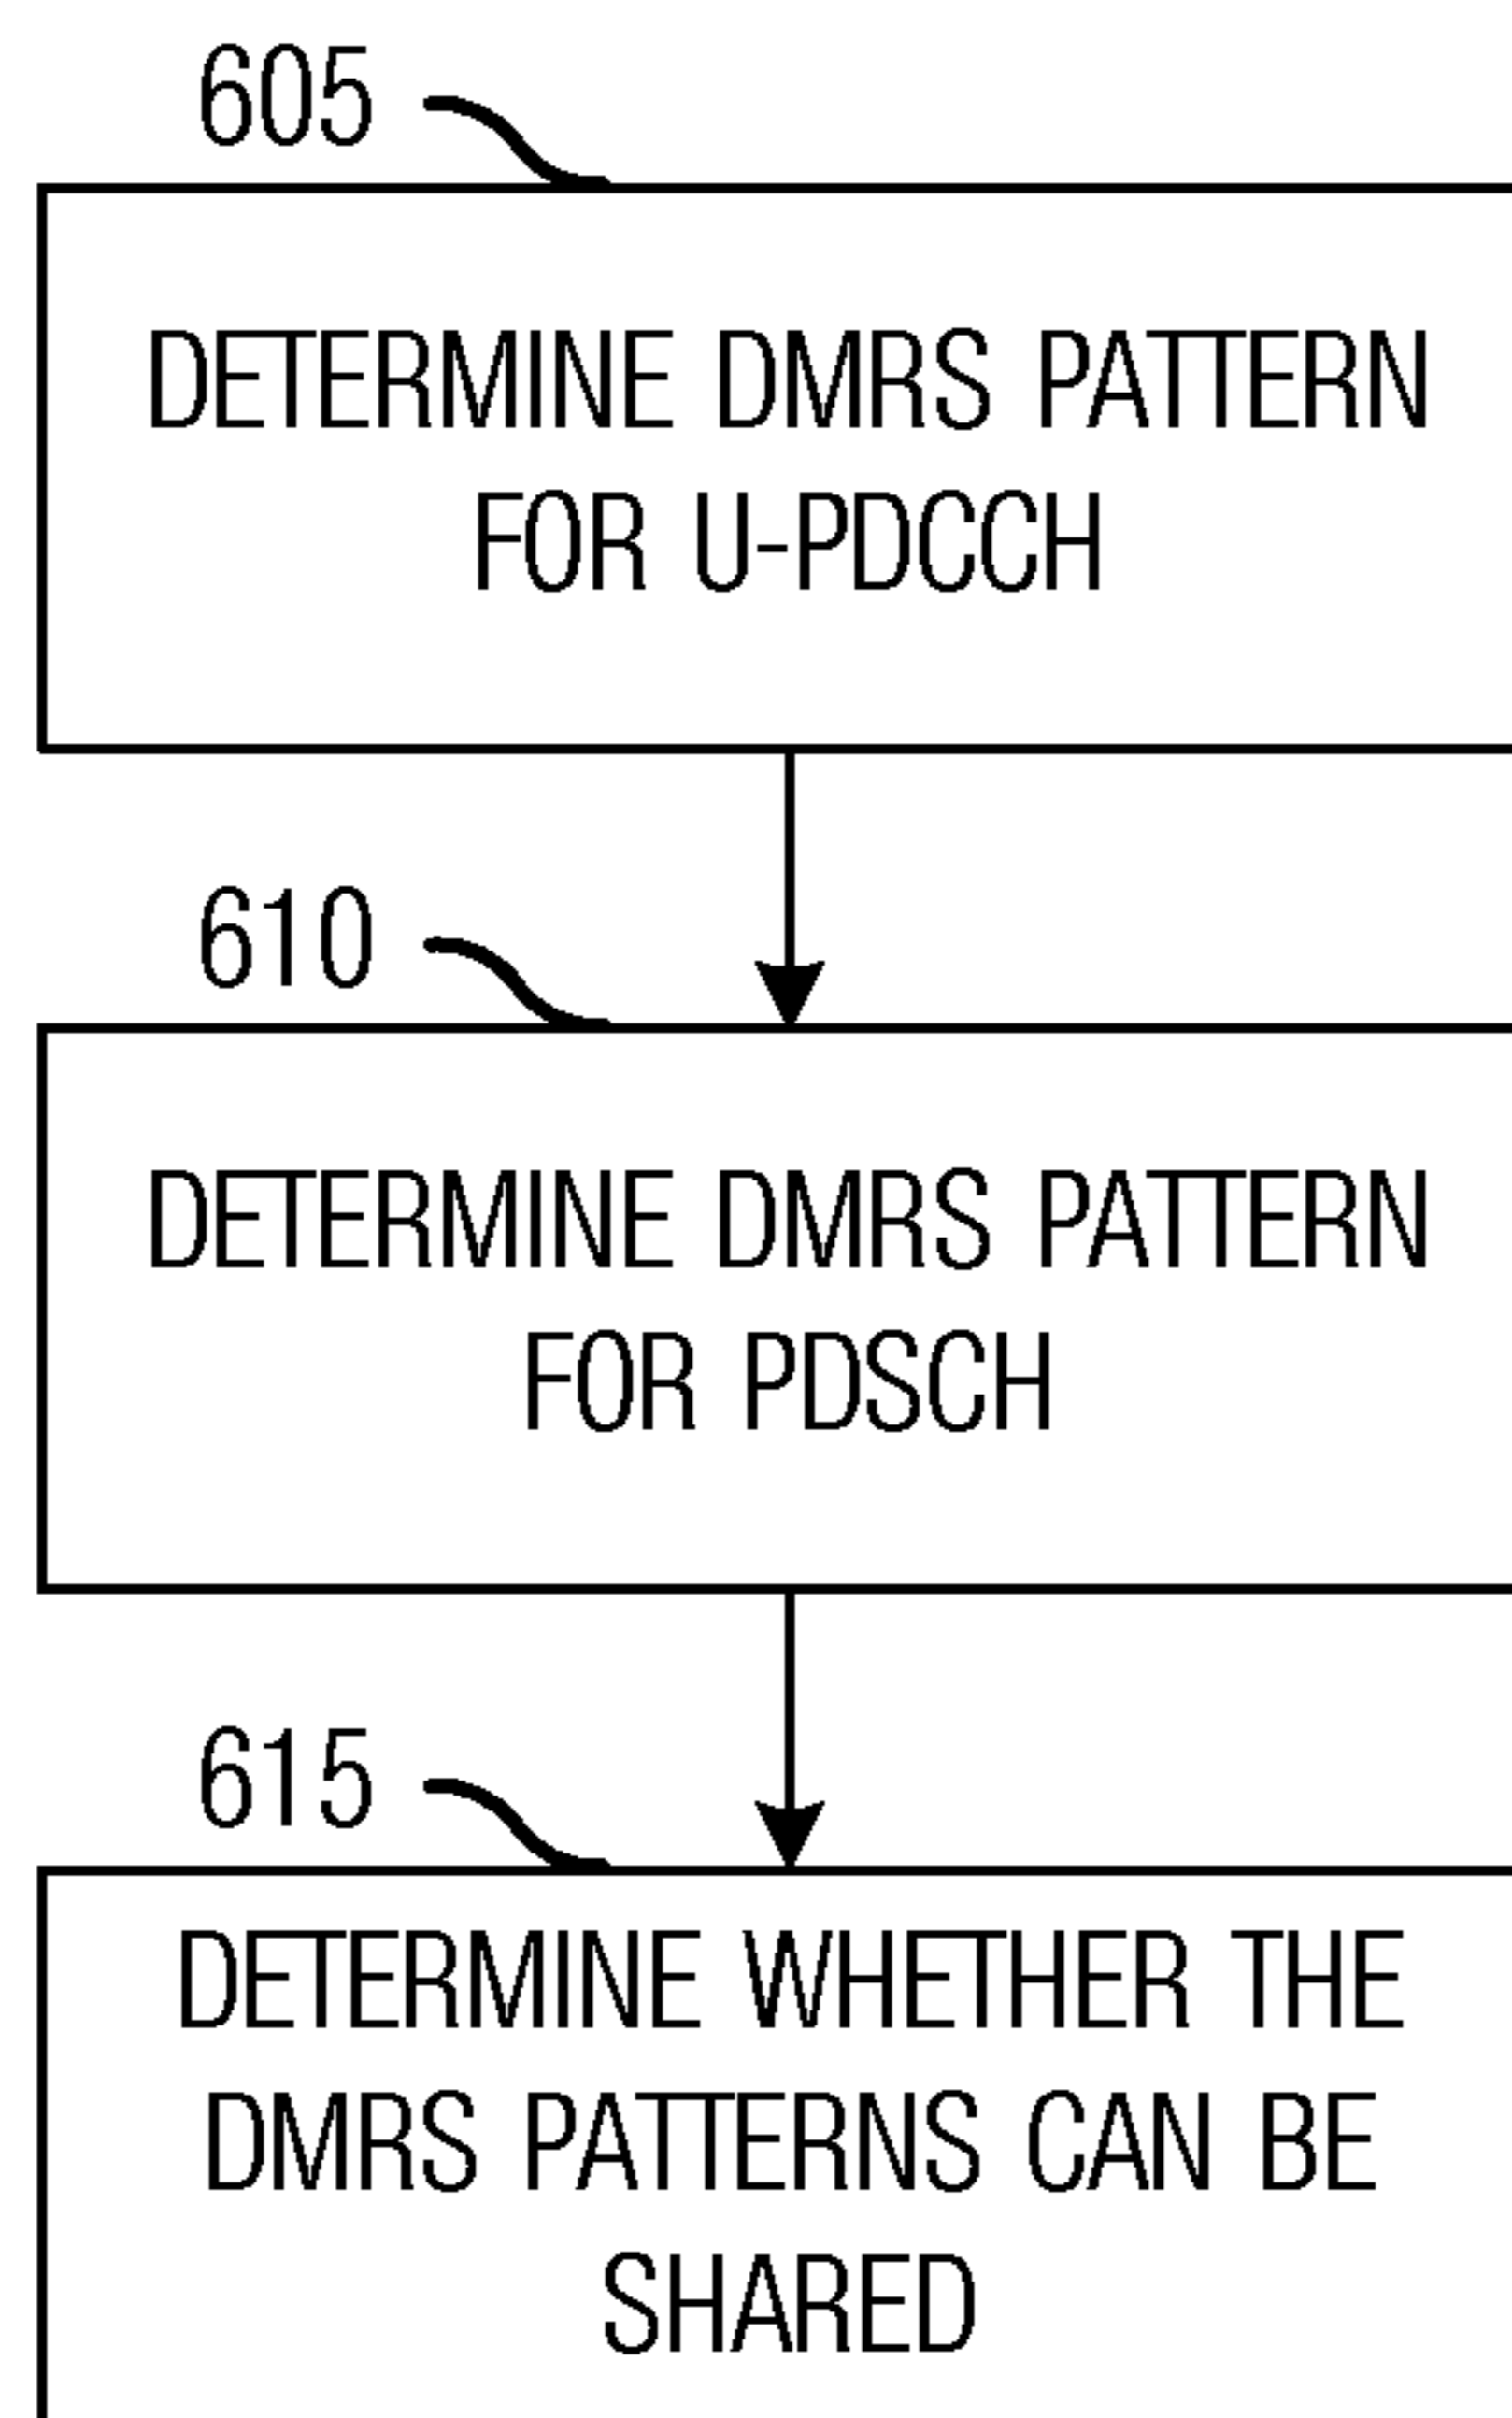 605
DETERMINE DMRS PATTERN
FOR U-PDCCH
610
DETERMINE DMRS PATTERN
FOR PDSCH
615
DETERMINE WHETHER THE
DMRS PATTERNS CAN BE
SHARED